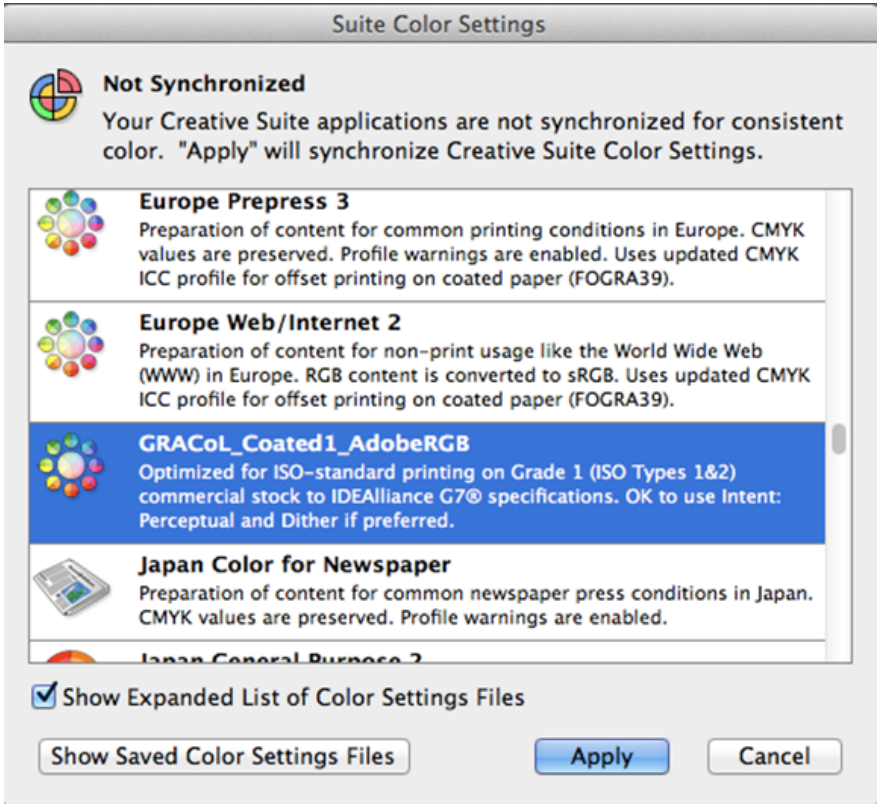 Suite Color Settings
Not Synchronized
Your Creative Suite applications are not synchronized for consistent
color. "Apply" will synchronize Creative Suite Color Settings.
Europe Prepress 3
Preparation of content for common printing conditions in Europe. CMYK
values are preserved. Profile warnings are enabled. Uses updated CMYK
ICC profile for offset printing on coated paper (FOGRA39).
Europe Web/Internet 2
Preparation of content for non-print usage like the World Wide Web
(WWW) in Europe. RGB content is converted to sRGB. Uses updated CMYK
ICC profile for offset printing on coated paper (FOGRA39).
GRACoL_Coated1_AdobeRGB
Optimized for ISO-standard printing on Grade 1 (ISO Types 1&2)
commercial stock to IDEAlliance G7® specifications. OK to use Intent:
Perceptual and Dither if preferred.
Japan Color for Newspaper
Preparation of content for common newspaper press conditions in Japan.
CMYK values are preserved. Profile warnings are enabled.
Japan General Purpose 2
Show Expanded List of Color Settings Files
Show Saved Color Settings Files
Apply
Cancel